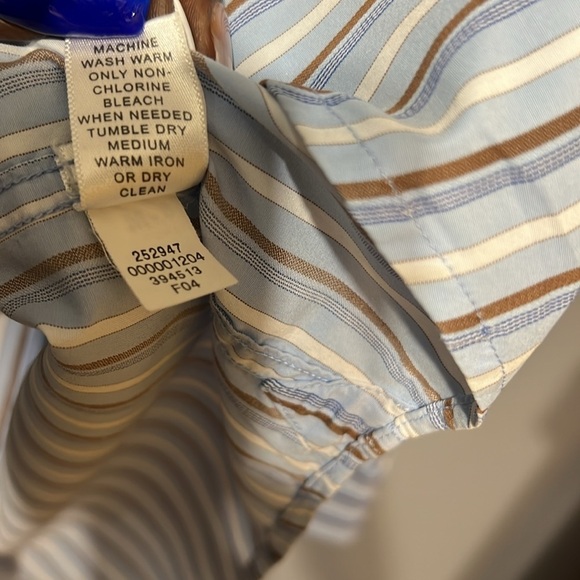 MACHINE
WASH WARM
ONLY NON-
CHLORINE
BLEACH
WHEN NEEDED
TUMBLE DRY
MEDIUM
WARM IRON
OR DRY
CLEAN
252947
000001204
394513
F04